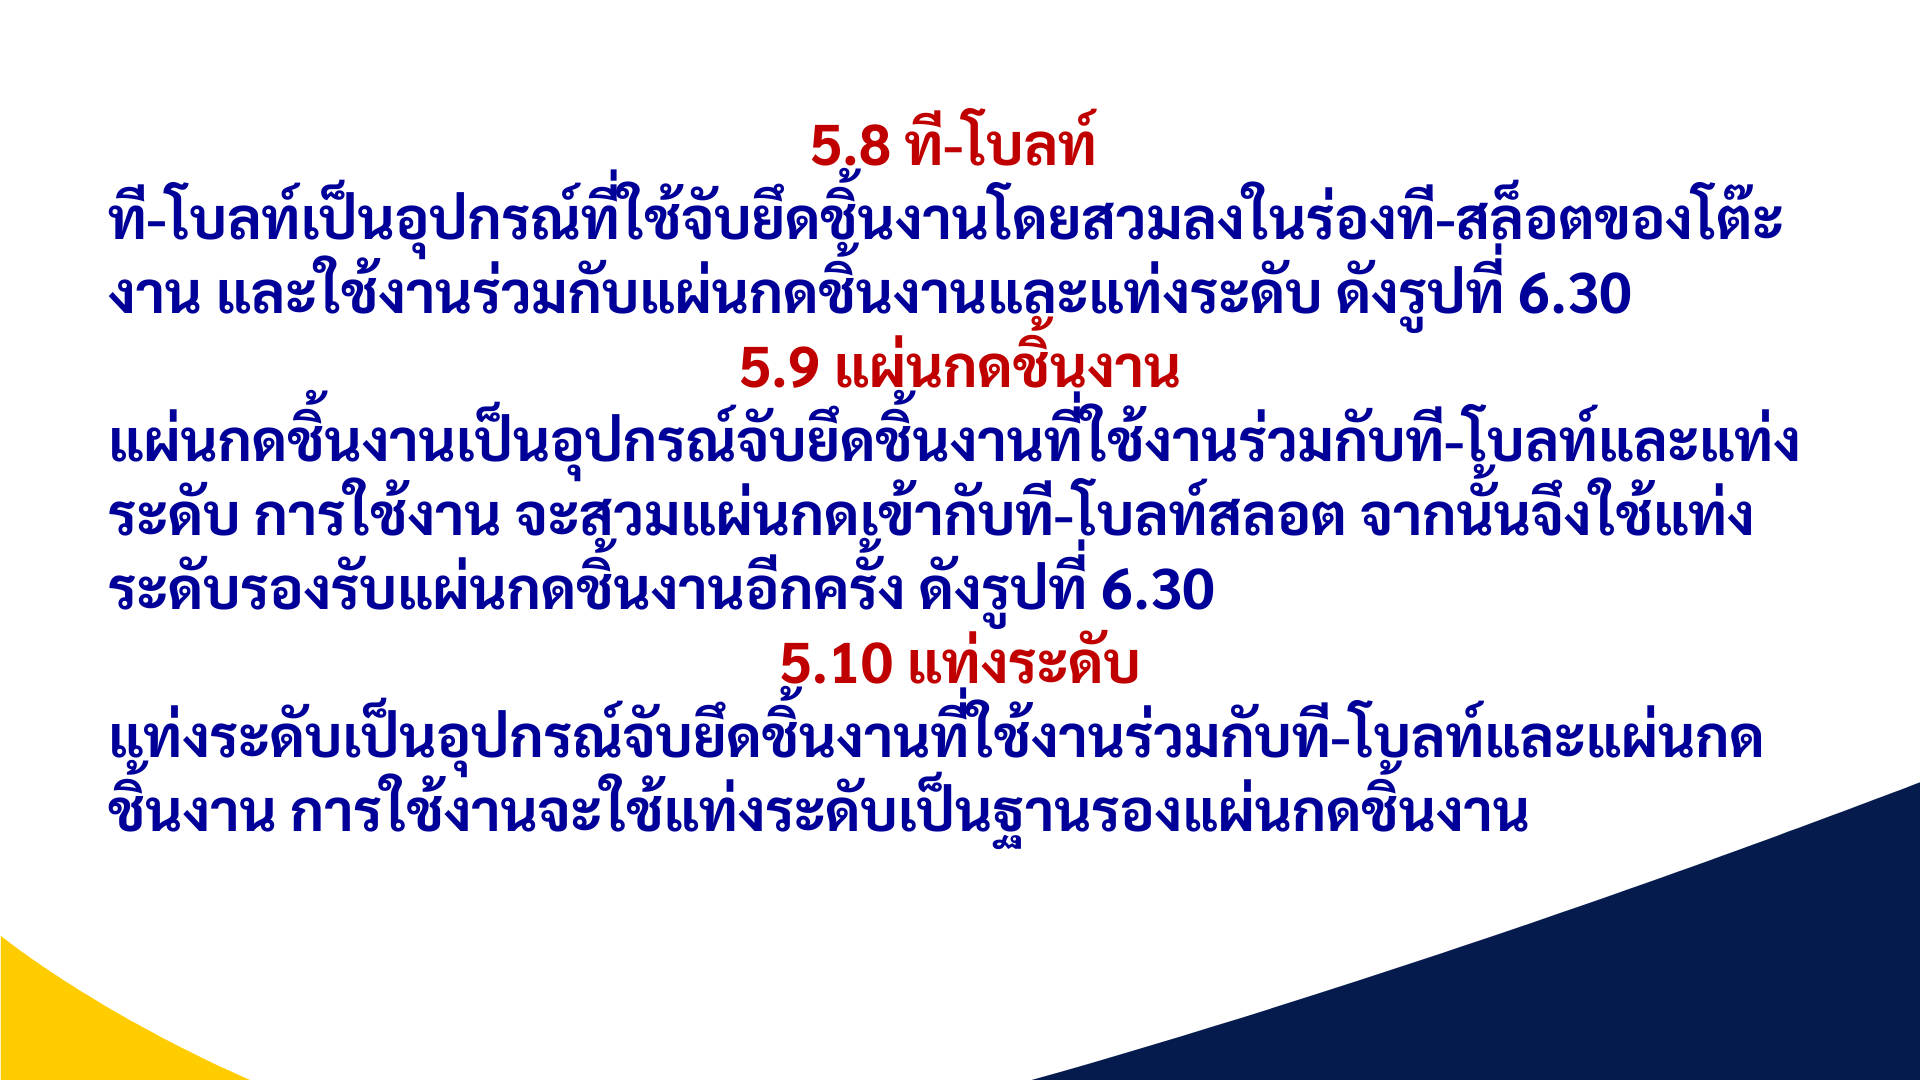 5.8 ที-โบลท์
ที-โบลท์เป็นอุปกรณ์ที่ใช้จับยึดชิ้นงานโดยสวมลงในร่องที-สล็อตของโต๊ะ
งาน และใช้งานร่วมกับแผ่นกดชิ้นงานและแท่งระดับ ดังรูปที่ 6.30
5.9 แผ่นกดชิ้นงาน
แผ่นกดชิ้นงานเป็นอุปกรณ์จับยึดชิ้นงานที่ใช้งานร่วมกับที-โบลท์และแท่ง
ระดับ การใช้งาน จะสวมแผ่นกดเข้ากับที-โบลท์สลอต จากนั้นจึงใช้แท่ง
ระดับรองรับแผ่นกดชิ้นงานอีกครั้ง ดังรูปที่ 6.30
5.10 แท่งระดับ
แท่งระดับเป็นอุปกรณ์จับยึดชิ้นงานที่ใช้งานร่วมกับที-โบลท์และแผ่นกด
ชิ้นงาน การใช้งานจะใช้แท่งระดับเป็นฐานรองแผ่นกดชิ้นงาน